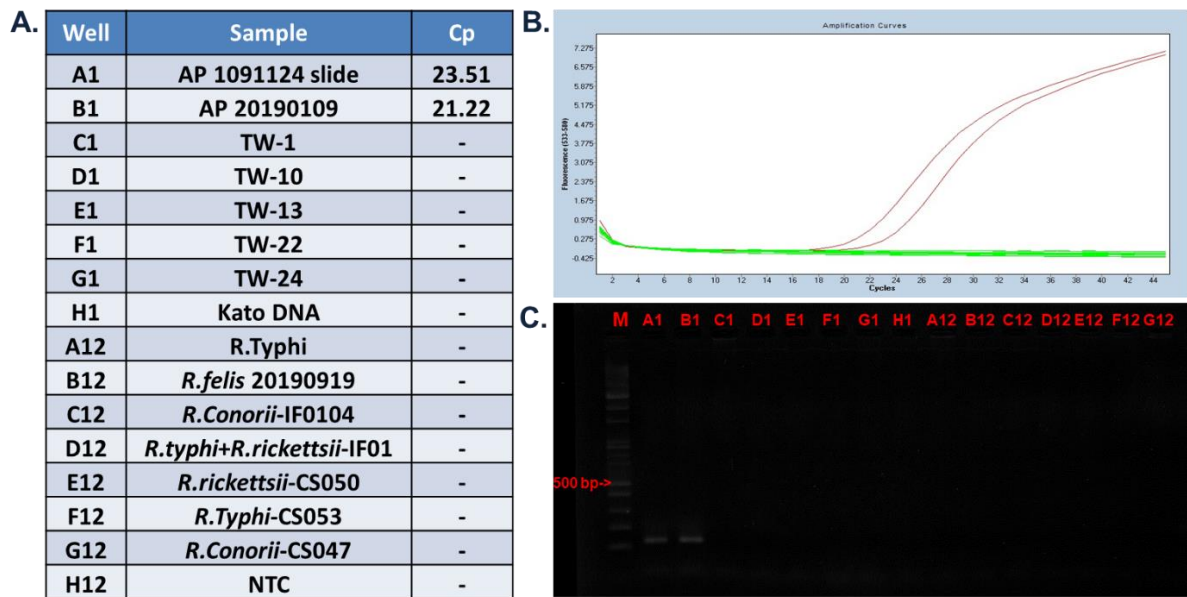 A.
Well Sample Cp
A1 AP 1091124 slide 23.51
B1 AP 20190109 21.22
C1 TW-1 -
D1 TW-10 -
E1 TW-13 -
F1 TW-22 -
G1 TW-24 -
H1 Kato DNA -
A12 R.Typhi -
B12 R.felis 20190919 -
C12 R.Conorii-IF0104 -
D12 R.typhi+R.rickettsii-IF01 -
E12 R.rickettsii-CS050 -
F12 R.Typhi-CS053 -
G12 R.Conorii-CS047 -
H12 NTC -
B.
Amplification Curves
7.275
6.575
5.875
5.175
4.475
3.775
3.075
2.375
1.675
0.975
0.275
-0.425
Fluorescence (533-580)
2 4 6 8 10 12 14 16 18 20 22 24 26 28 30 32 34 36 38 40 42 44
Cycles
C.
M A1 B1 C1 D1 E1 F1 G1 H1 A12 B12 C12 D12 E12 F12 G12
500 bp->